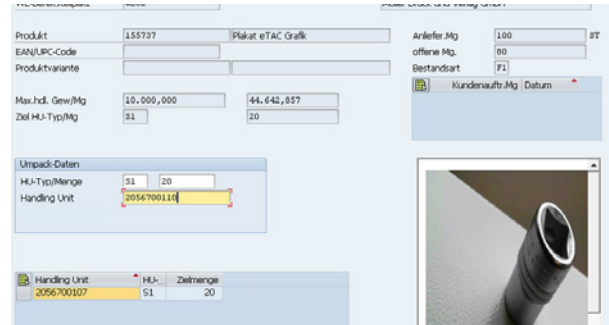 4202
Produkt 155737 Plakat eTAC Grafik Anliefer.Mg 100 ST
EAN/UPC-Code offene Mg. 80
Produktvariante Bestandsart F1
Kundenauftr.Mg Datum
Max.hdl. Gew/Mg 10.000,000 44.642,857
Ziel HU-Typ/Mg S1 20
Umpack-Daten
HU-Typ/Menge S1 20
Handling Unit 2056700110
Handling Unit HU-... Zielmenge
2056700107 S1 20